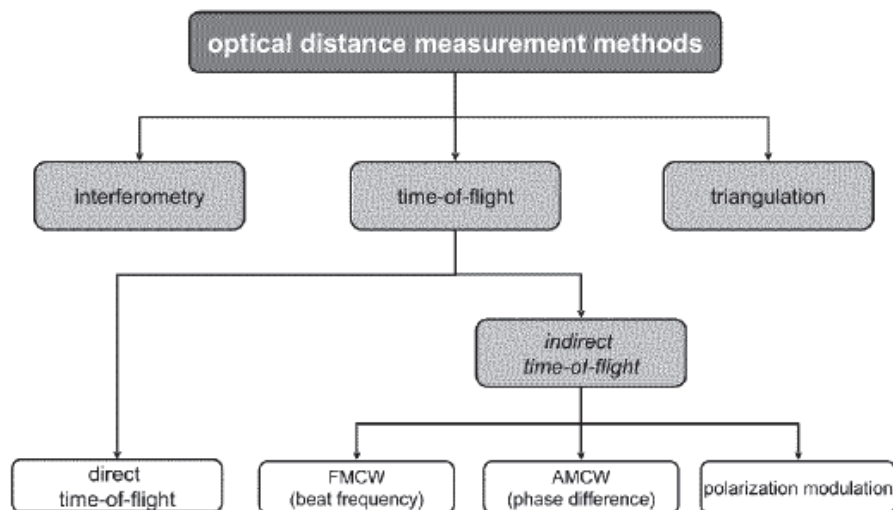 optical distance measurement methods
interferometry
time-of-flight
triangulation
indirect
time-of-flight
direct
time-of-flight
FMCW
(beat frequency)
AMCW
(phase difference)
polarization modulation